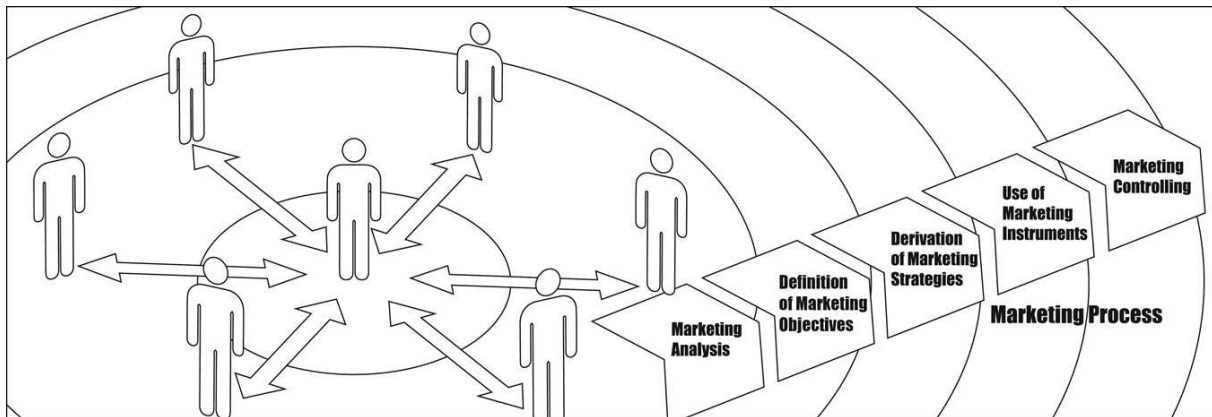 Marketing
Analysis
Definition
of Marketing
Objectives
Derivation
of Marketing
Strategies
Use of
Marketing
Instruments
Marketing
Controlling
Marketing Process